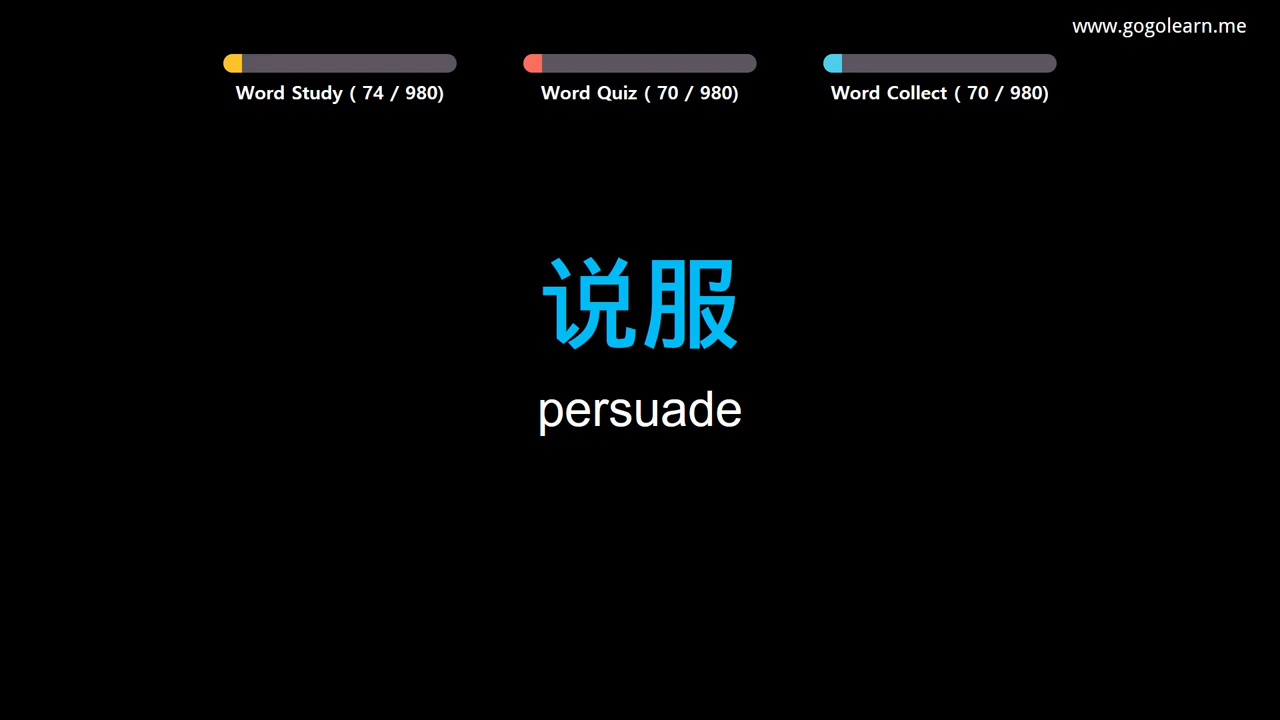 www.gogolearn.me
Word Study ( 74 / 980)
Word Quiz ( 70 / 980)
Word Collect ( 70 / 980)
说服
persuade